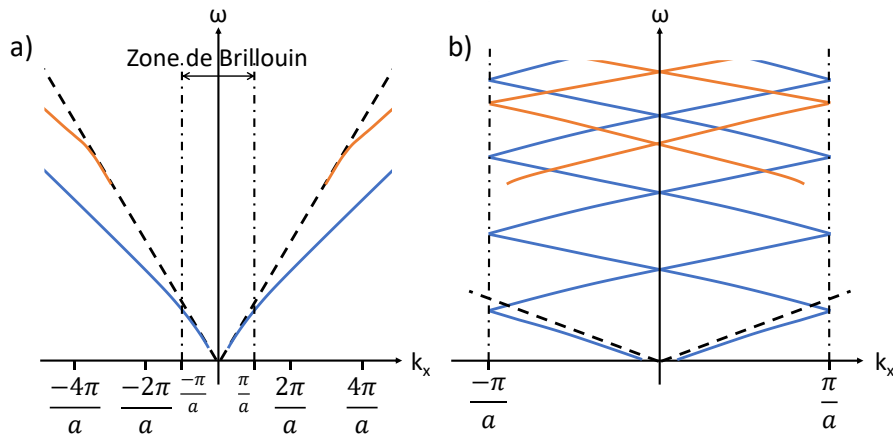 a)
ω
Zone de Brillouin
k_x
−4π/a
−2π/a
−π/a
π/a
2π/a
4π/a
b)
ω
k_x
−π/a
π/a